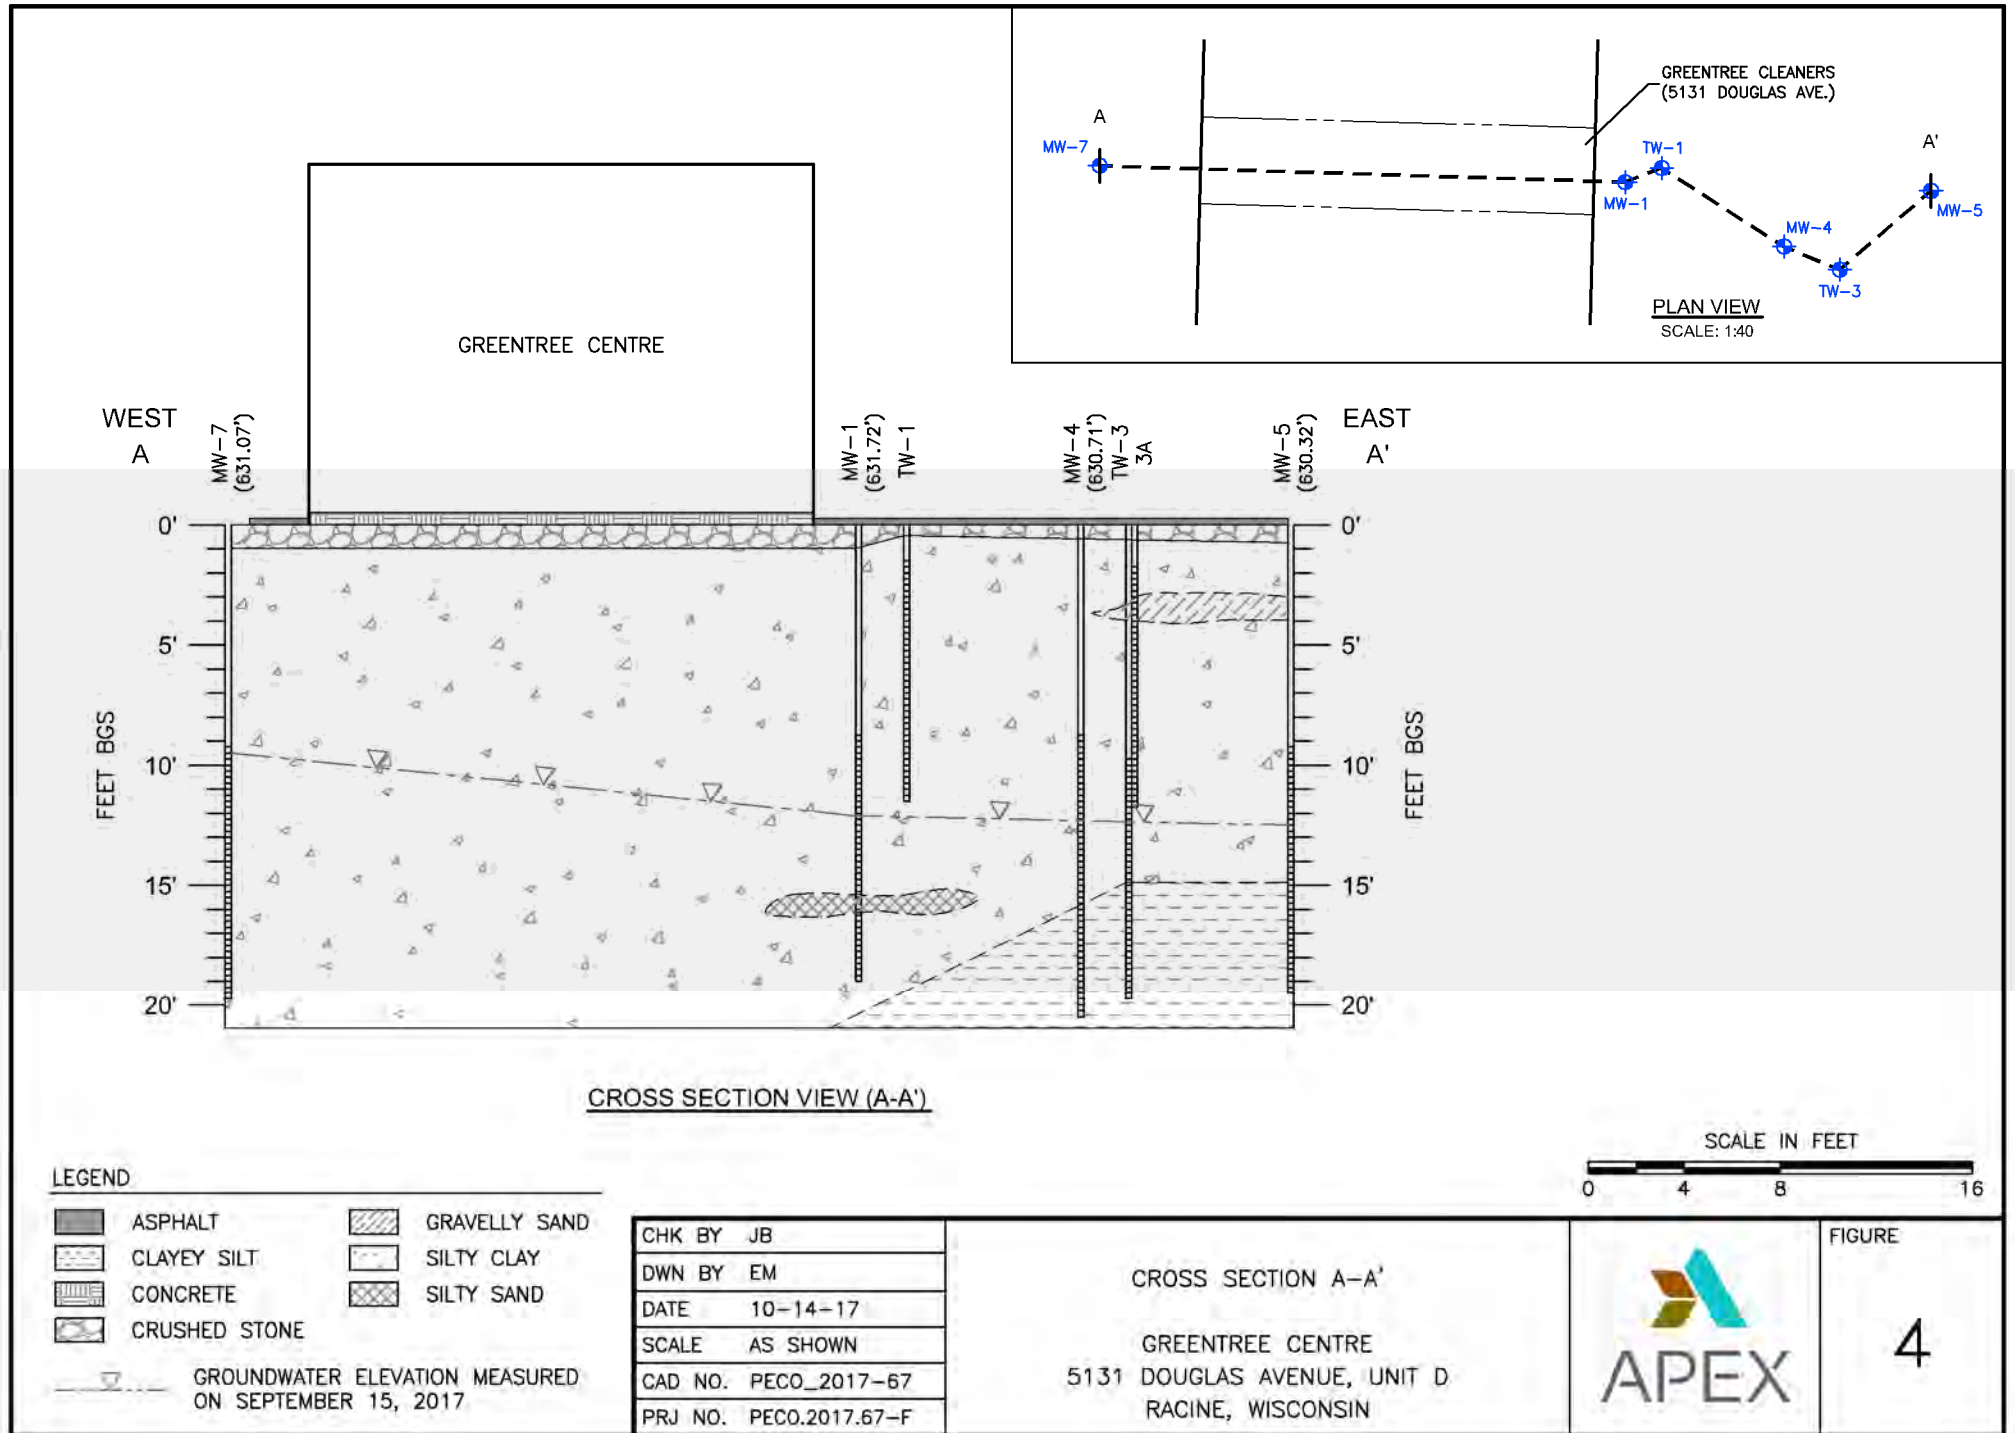 GREENTREE CLEANERS
(5131 DOUGLAS AVE.)
A
A'
MW-7
TW-1
MW-1
MW-5
MW-4
TW-3
PLAN VIEW
SCALE: 1:40
GREENTREE CENTRE
WEST
A
MW-7
(631.07")
MW-1
(631.72")
TW-1
MW-4
(630.71")
TW-3
3A
MW-5
(630.32")
EAST
A'
0'
5'
10'
15'
20'
FEET BGS
0'
5'
10'
15'
20'
FEET BGS
CROSS SECTION VIEW (A-A')
SCALE IN FEET
0 4 8 16
LEGEND
ASPHALT
CLAYEY SILT
CONCRETE
CRUSHED STONE
GRAVELLY SAND
SILTY CLAY
SILTY SAND
GROUNDWATER ELEVATION MEASURED
ON SEPTEMBER 15, 2017
CHK BY JB
DWN BY EM
DATE 10-14-17
SCALE AS SHOWN
CAD NO. PECO_2017-67
PRJ NO. PECO.2017.67-F
CROSS SECTION A-A'
GREENTREE CENTRE
5131 DOUGLAS AVENUE, UNIT D
RACINE, WISCONSIN
APEX
FIGURE
4